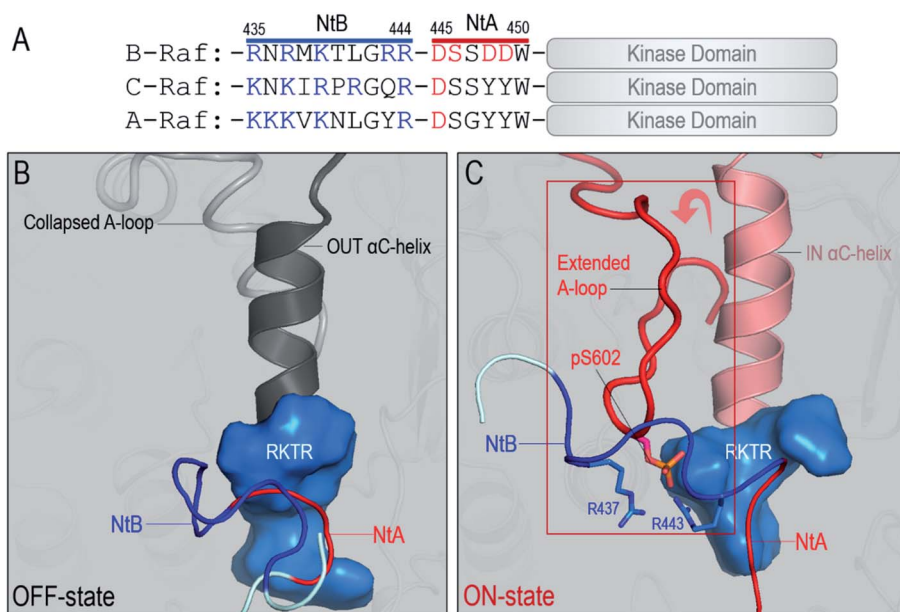 A
435 NtB 444 445 NtA 450
B-Raf: -RNRMKTLGRR-DSSDDW- Kinase Domain
C-Raf: -KNKIRPRGQR-DSSYYW- Kinase Domain
A-Raf: -KKKVKNLGYR-DSGYYW- Kinase Domain
B
Collapsed A-loop
OUT αC-helix
RKTR
NtB
NtA
OFF-state
C
IN αC-helix
Extended
A-loop
pS602
NtB
RKTR
R437
R443
NtA
ON-state